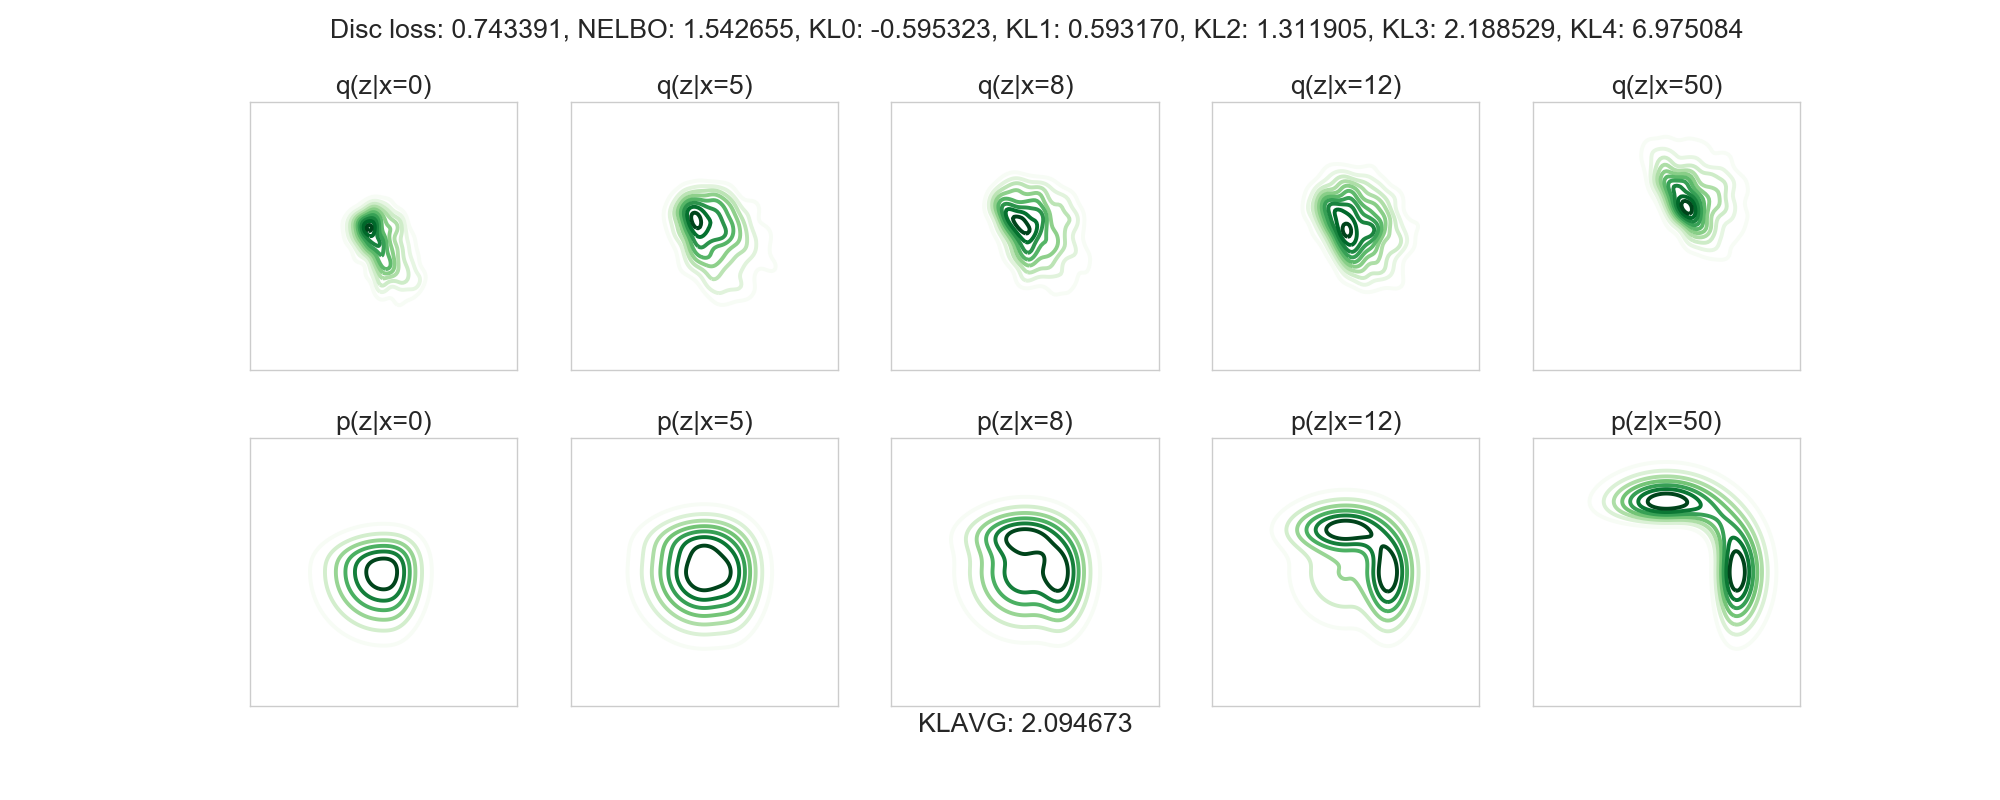 Disc loss: 0.743391, NELBO: 1.542655, KL0: -0.595323, KL1: 0.593170, KL2: 1.311905, KL3: 2.188529, KL4: 6.975084
q(z|x=0) q(z|x=5) q(z|x=8) q(z|x=12) q(z|x=50)
p(z|x=0) p(z|x=5) p(z|x=8) p(z|x=12) p(z|x=50)
KLAVG: 2.094673